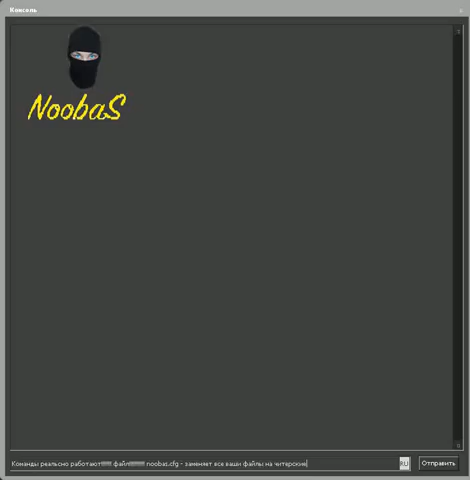 Консоль
NoobaS
Команды реально работают файл noobas.cfg - заменяет все ваши файлы на читерские
RU
Отправить